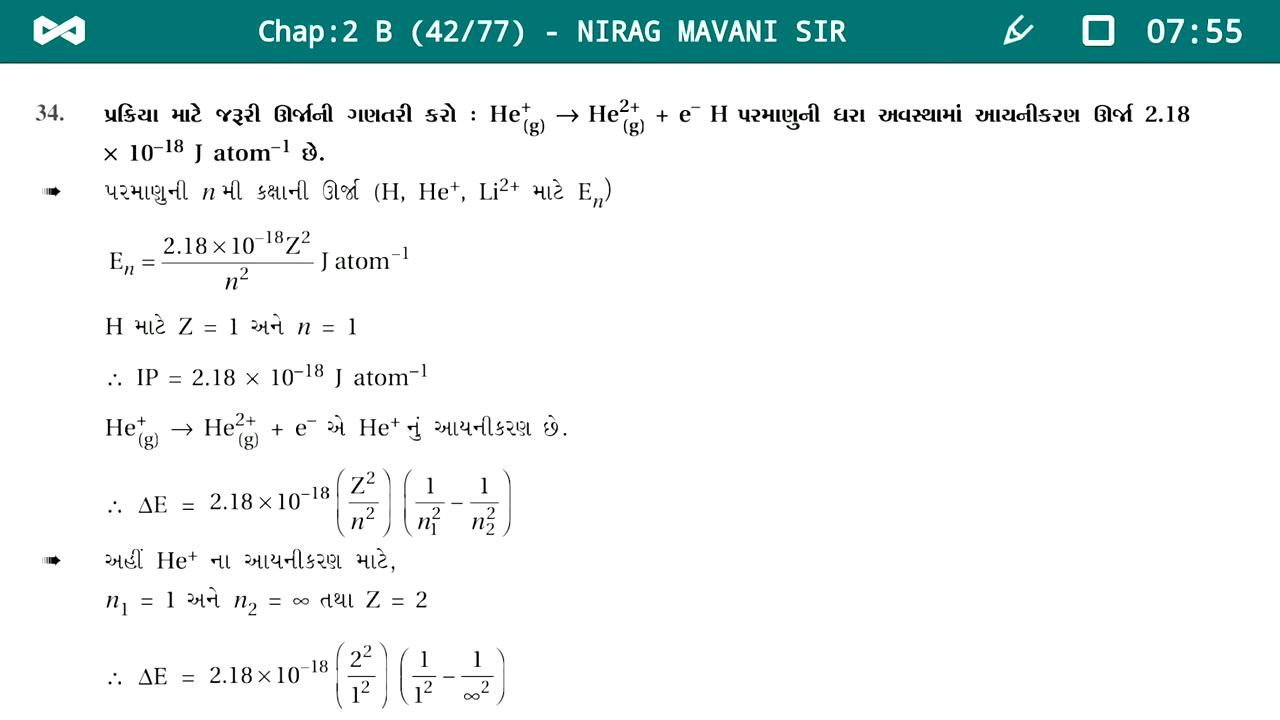 Chap:2 B (42/77) - NIRAG MAVANI SIR 07:55
34. પ્રક્રિયા માટે જરૂરી ઊર્જાની ગણતરી કરો : He⁺(g) → He²⁺(g) + e⁻ H પરમાણુની ધરા અવસ્થામાં આયનીકરણ ઊર્જા 2.18
× 10⁻¹⁸ J atom⁻¹ છે.
➠ પરમાણુની n મી કક્ષાની ઊર્જા (H, He⁺, Li²⁺ માટે Eₙ)
Eₙ = 2.18 × 10⁻¹⁸Z² / n² J atom⁻¹
H માટે Z = 1 અને n = 1
∴ IP = 2.18 × 10⁻¹⁸ J atom⁻¹
He⁺(g) → He²⁺(g) + e⁻ એ He⁺ નું આયનીકરણ છે.
∴ ΔE = 2.18 × 10⁻¹⁸ (Z²/n²) (1/n₁² – 1/n₂²)
➠ અહીં He⁺ ના આયનીકરણ માટે,
n₁ = 1 અને n₂ = ∞ તથા Z = 2
∴ ΔE = 2.18 × 10⁻¹⁸ (2²/1²) (1/1² – 1/∞²)